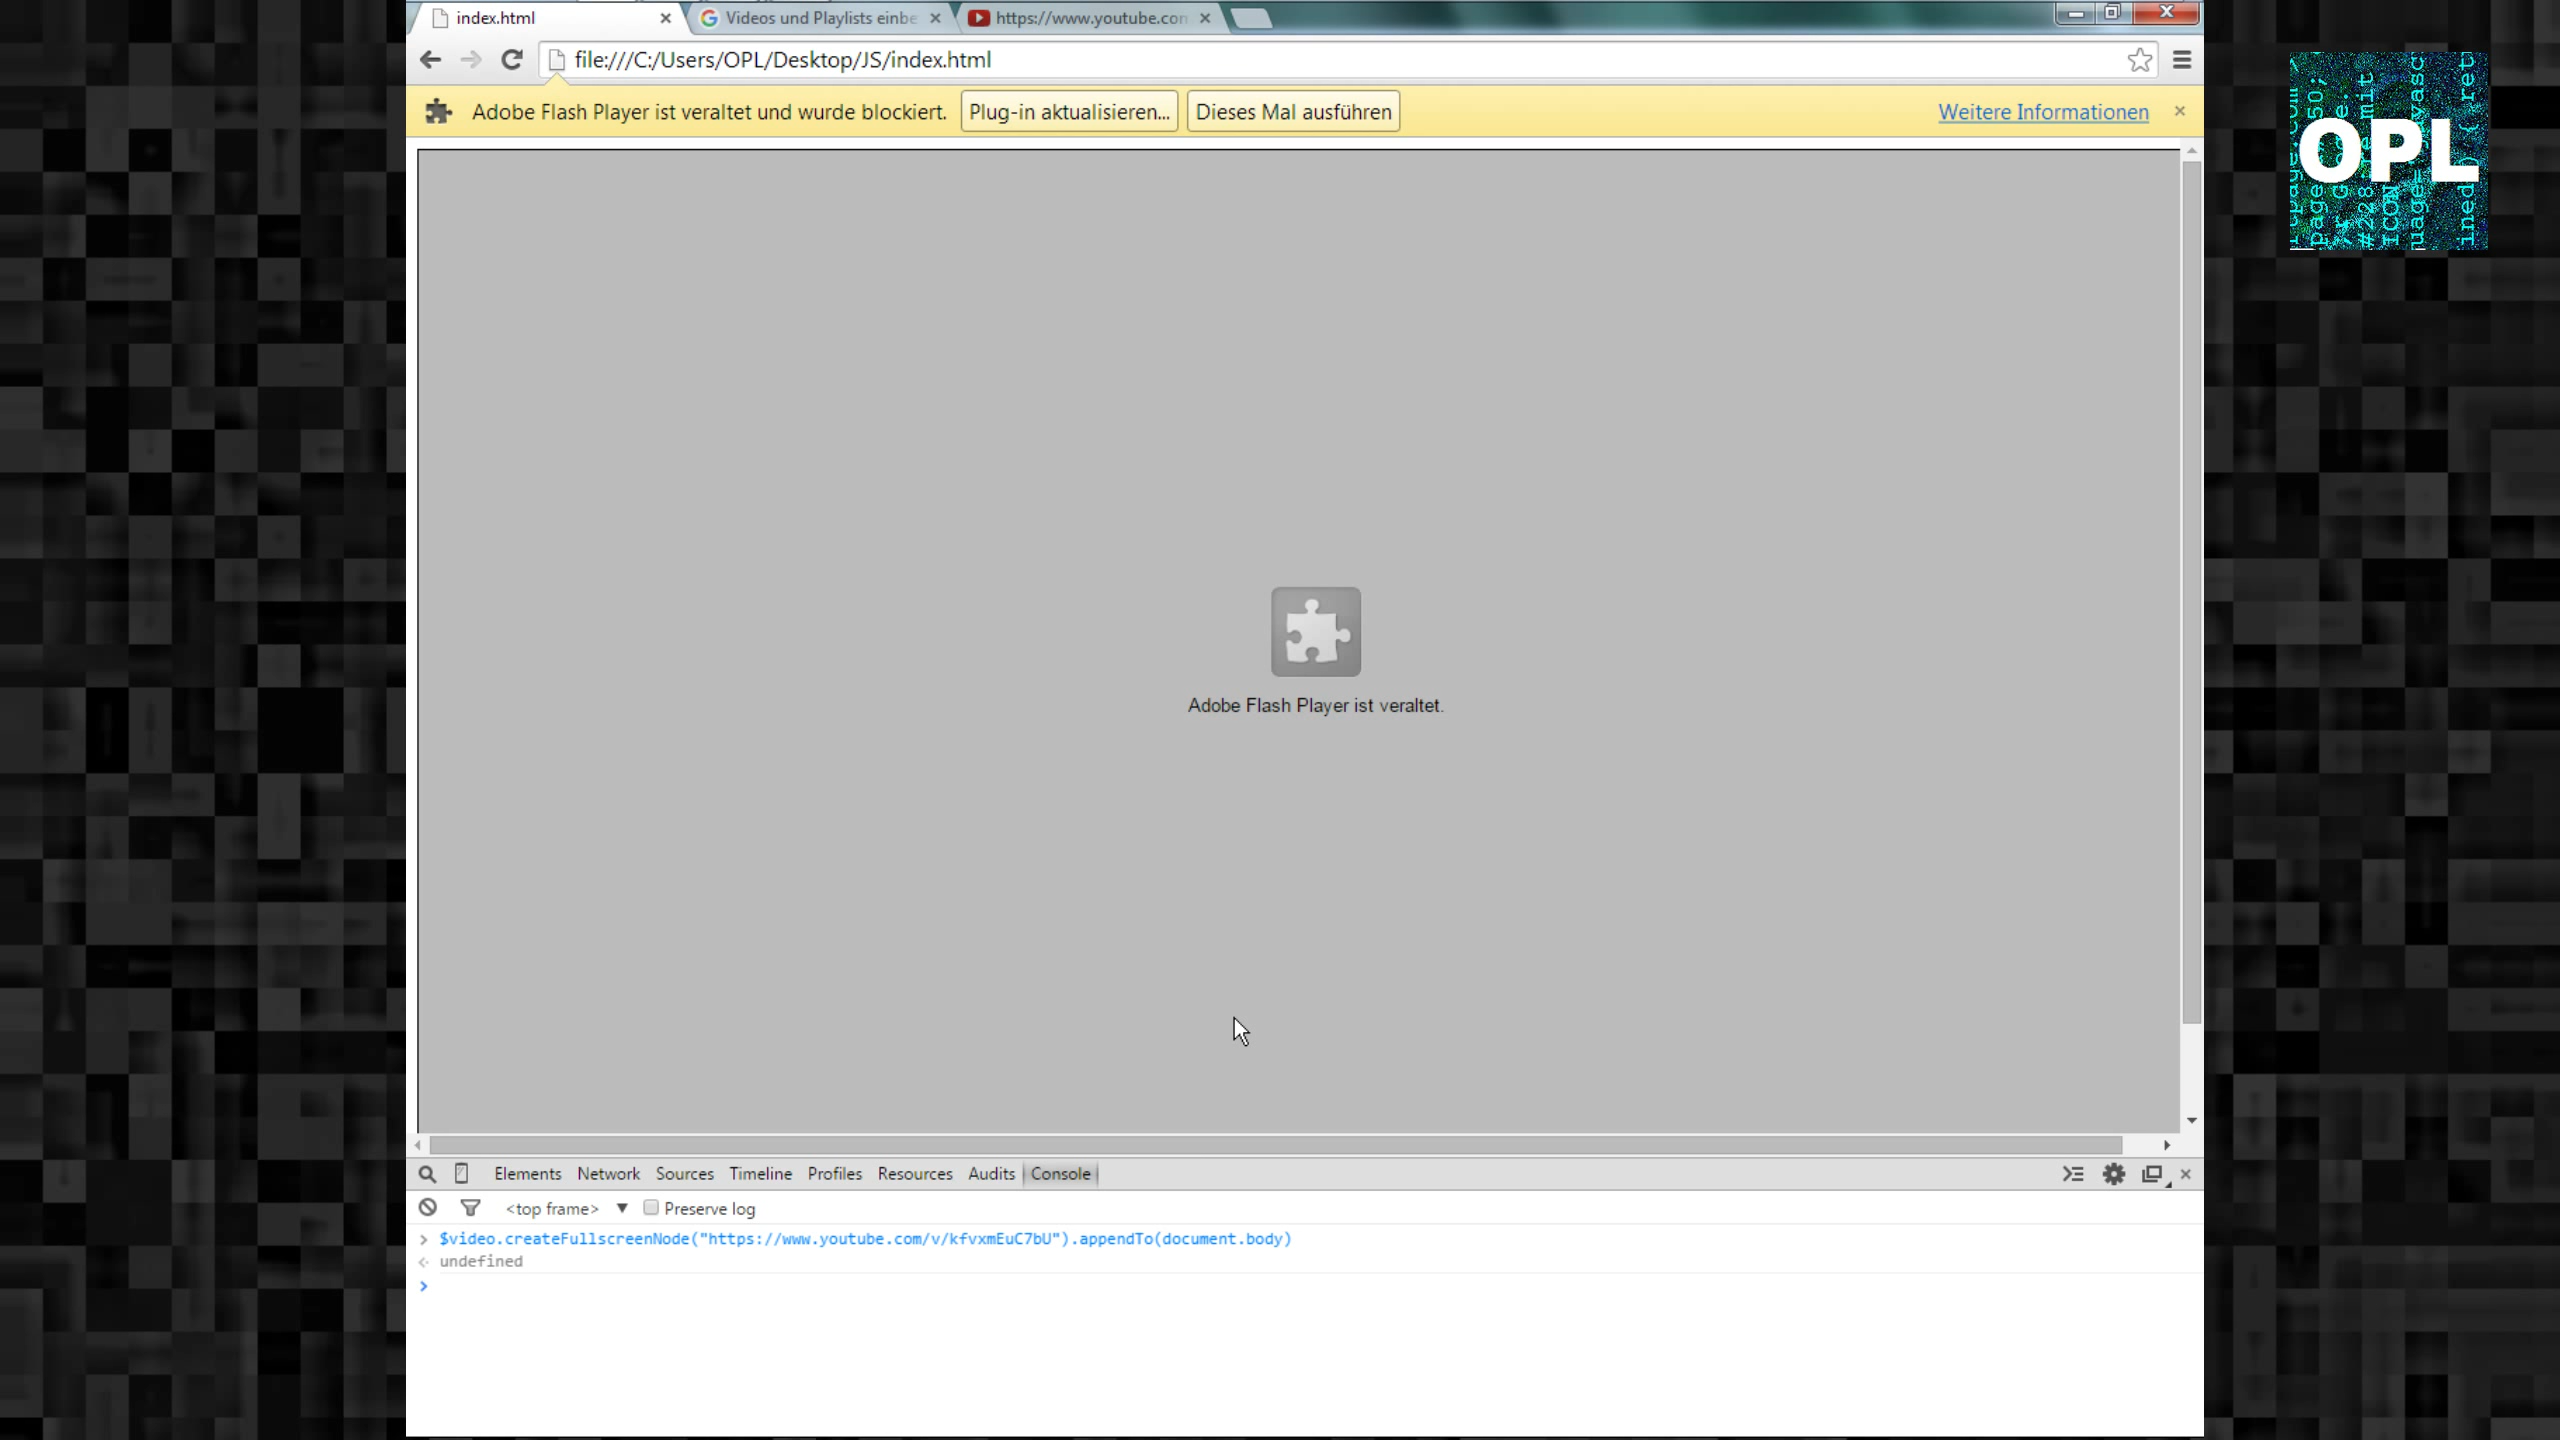 index.html
Videos und Playlists einbe
https://www.youtube.con
file:///C:/Users/OPL/Desktop/JS/index.html
Adobe Flash Player ist veraltet und wurde blockiert.
Plug-in aktualisieren...
Dieses Mal ausführen
Weitere Informationen
OPL
Adobe Flash Player ist veraltet.
Elements Network Sources Timeline Profiles Resources Audits Console
<top frame> Preserve log
$video.createFullscreenNode("https://www.youtube.com/v/kfvxmEuC7bU").appendTo(document.body)
undefined